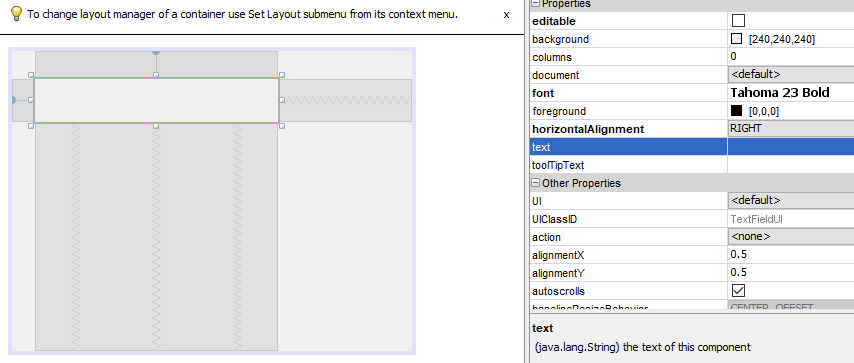 To change layout manager of a container use Set Layout submenu from its context menu.
x
Properties
editable
background [240,240,240]
columns 0
document <default>
font Tahoma 23 Bold
foreground [0,0,0]
horizontalAlignment RIGHT
text
toolTipText
Other Properties
UI <default>
UIClassID TextFieldUI
action <none>
alignmentX 0.5
alignmentY 0.5
autoscrolls
baselineResizeBehavior CENTER_OFFSET
text
(java.lang.String) the text of this component